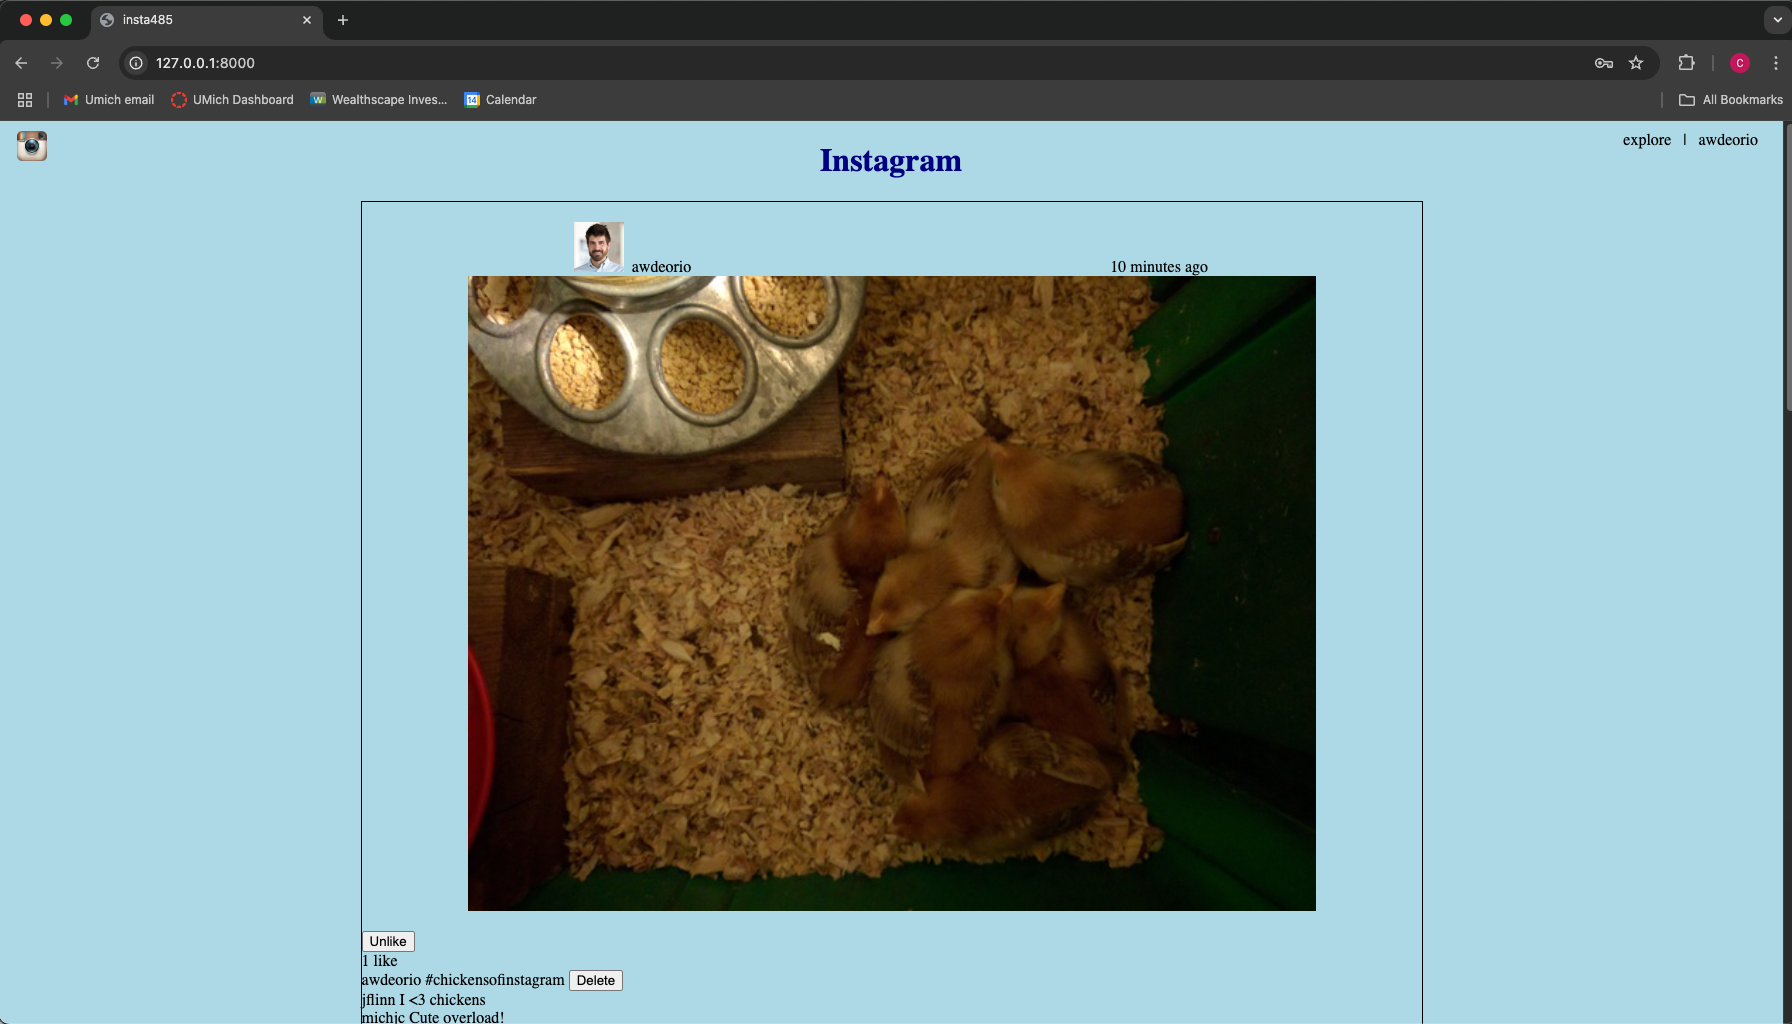 insta485
127.0.0.1:8000
C
Umich email
UMich Dashboard
W
Wealthscape Inves...
14
Calendar
All Bookmarks
explore | awdeorio
Instagram
awdeorio
10 minutes ago
Unlike
1 like
awdeorio #chickensofinstagram Delete
jflinn I <3 chickens
michjc Cute overload!